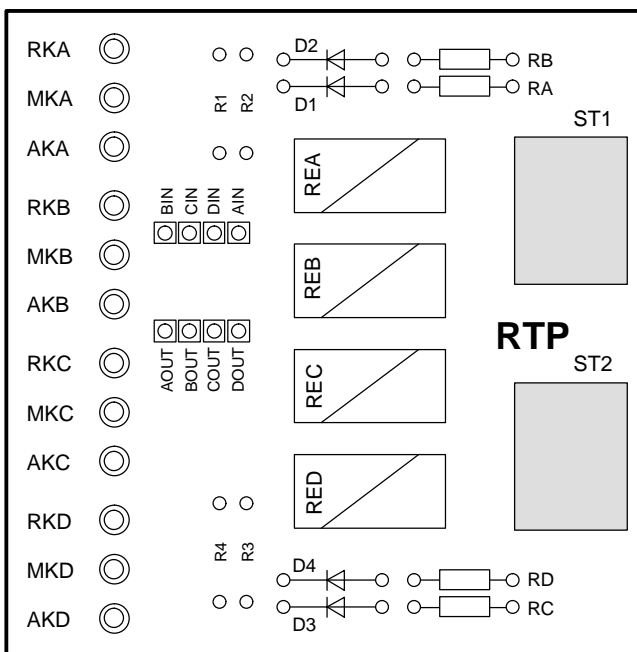 RKA
MKA
AKA
RKB
MKB
AKB
RKC
MKC
AKC
RKD
MKD
AKD
R1
R2
BIN
CIN
DIN
AIN
AOUT
BOUT
COUT
DOUT
R4
R3
D2
D1
RB
RA
REA
REB
REC
RED
D4
D3
RD
RC
ST1
RTP
ST2